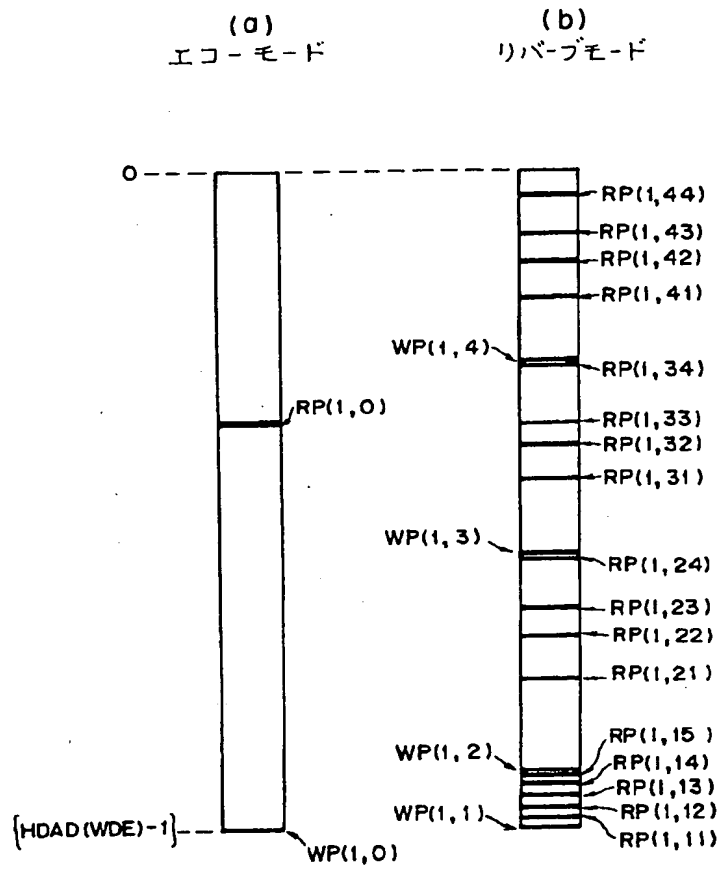 (a)
エコーモード
(b)
リバーブモード
0
RP(1,0)
{HDAD(WDE)-1}
WP(1,0)
RP(1,44)
RP(1,43)
RP(1,42)
RP(1,41)
WP(1,4)
RP(1,34)
RP(1,33)
RP(1,32)
RP(1,31)
WP(1,3)
RP(1,24)
RP(1,23)
RP(1,22)
RP(1,21)
WP(1,2)
RP(1,15)
RP(1,14)
RP(1,13)
WP(1,1)
RP(1,12)
RP(1,11)